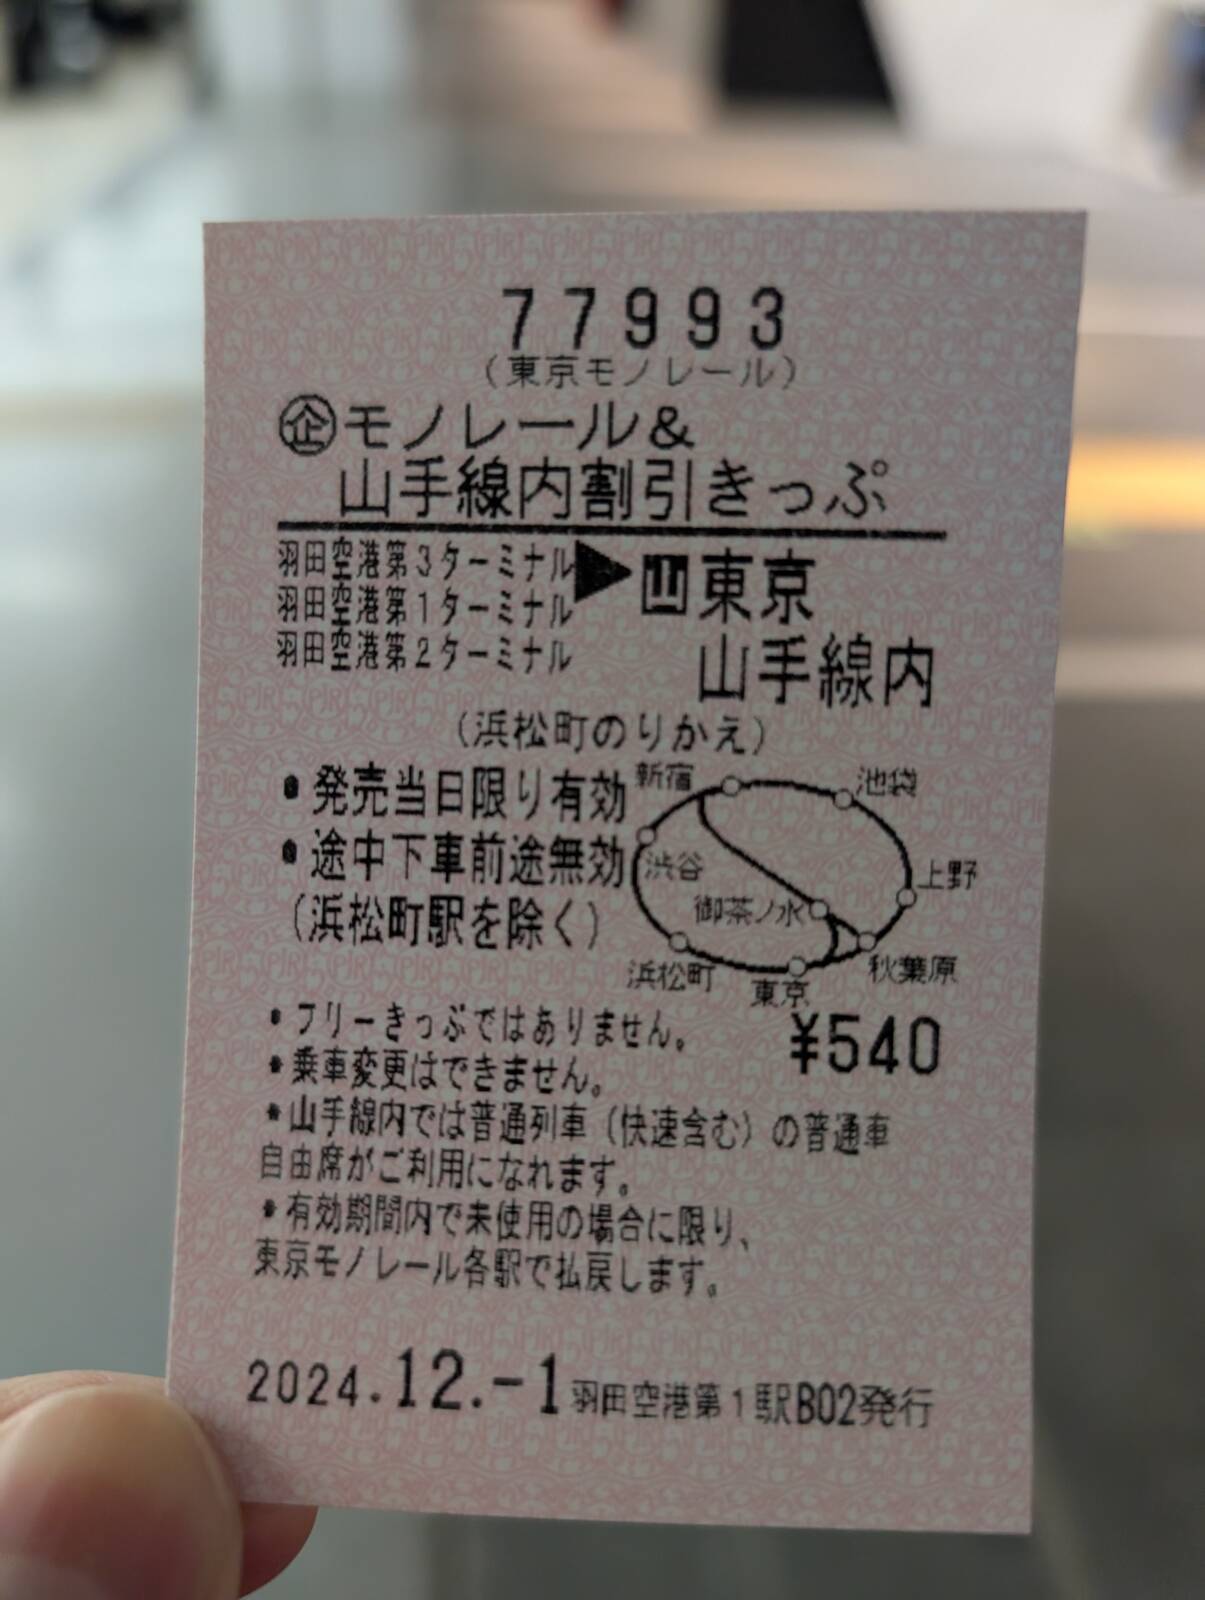 77993
(東京モノレール)
㊭モノレール&
山手線内割引きっぷ
羽田空港第3ターミナル
羽田空港第1ターミナル
羽田空港第2ターミナル
▶山東京
山手線内
(浜松町のりかえ)
・発売当日限り有効
・途中下車前途無効
(浜松町駅を除く)
新宿
池袋
渋谷
上野
御茶ノ水
秋葉原
浜松町
東京
・フリーきっぷではありません。
¥540
・乗車変更はできません。
・山手線内では普通列車(快速含む)の普通車
自由席がご利用になれます。
・有効期間内で未使用の場合に限り、
東京モノレール各駅で払戻します。
2024.12.-1羽田空港第1駅B02発行